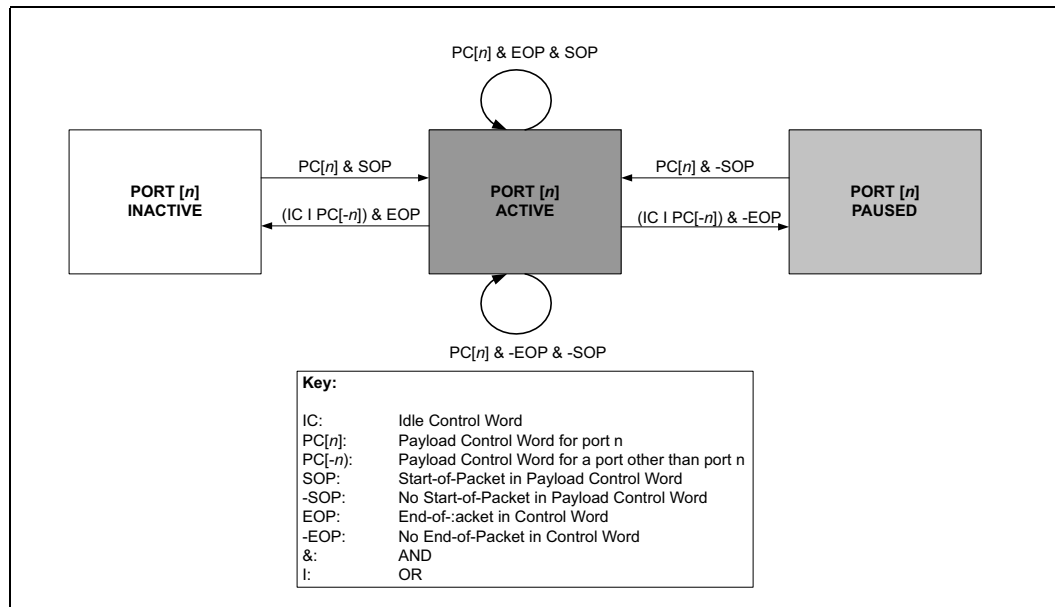 PC[n] & EOP & SOP
PORT [n]
INACTIVE
PC[n] & SOP
(IC I PC[-n]) & EOP
PORT [n]
ACTIVE
PC[n] & -SOP
(IC I PC[-n]) & -EOP
PORT [n]
PAUSED
PC[n] & -EOP & -SOP
Key:
IC: Idle Control Word
PC[n]: Payload Control Word for port n
PC[-n): Payload Control Word for a port other than port n
SOP: Start-of-Packet in Payload Control Word
-SOP: No Start-of-Packet in Payload Control Word
EOP: End-of-:acket in Control Word
-EOP: No End-of-Packet in Control Word
&: AND
I: OR